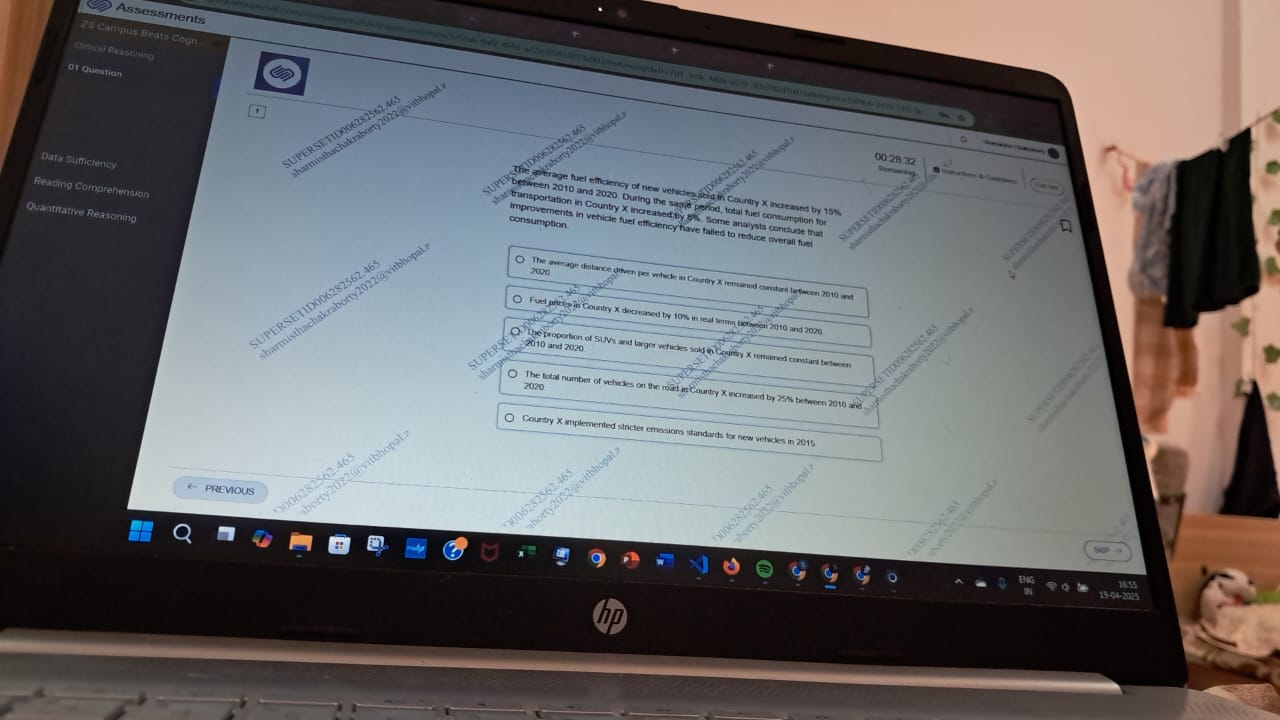 Assessments
ZS Campus Beats Cogn...
Critical Reasoning
01 Question
Data Sufficiency
Reading Comprehension
Quantitative Reasoning
1
00:28:32
Remaining
Instructions & Guidelines
The average fuel efficiency of new vehicles sold in Country X increased by 15%
between 2010 and 2020. During the same period, total fuel consumption for
transportation in Country X increased by 8%. Some analysts conclude that
improvements in vehicle fuel efficiency have failed to reduce overall fuel
consumption.
The average distance driven per vehicle in Country X remained constant between 2010 and
2020.
Fuel prices in Country X decreased by 10% in real terms between 2010 and 2020.
The proportion of SUVs and larger vehicles sold in Country X remained constant between
2010 and 2020.
The total number of vehicles on the road in Country X increased by 25% between 2010 and
2020.
Country X implemented stricter emissions standards for new vehicles in 2015.
SUPERSETID006282562.465
sharmisthachakraborty2022@vitbhopal.
SUPERSETID006282562.465
sharmisthachakraborty2022@vitbhopal.
← PREVIOUS
SKIP →
ENG
IN
16:55
19-04-2025
hp